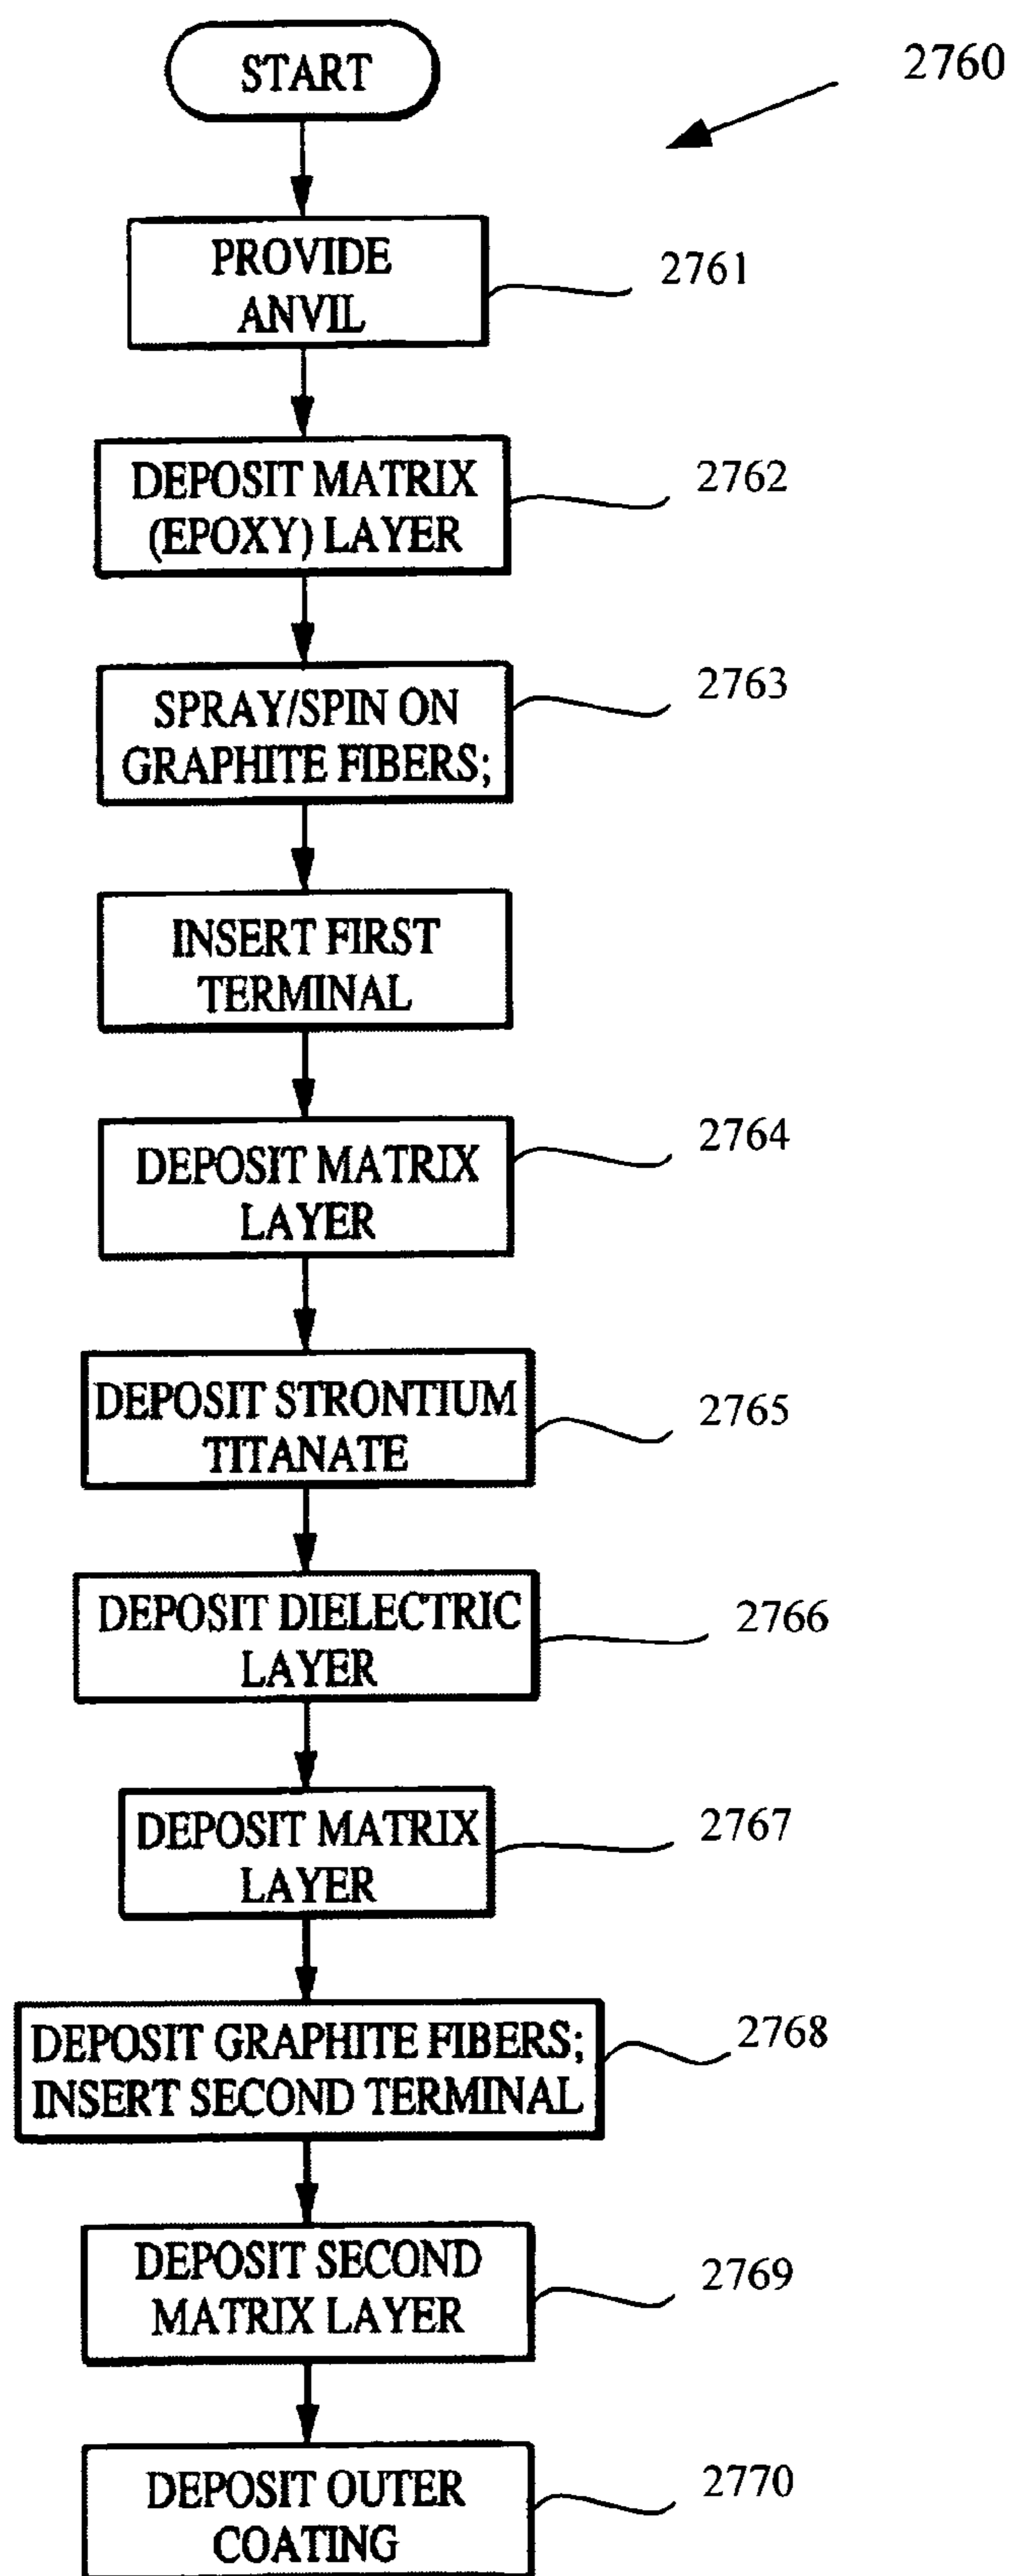 START
2760
PROVIDE
ANVIL
2761
DEPOSIT MATRIX
(EPOXY) LAYER
2762
SPRAY/SPIN ON
GRAPHITE FIBERS;
2763
INSERT FIRST
TERMINAL
DEPOSIT MATRIX
LAYER
2764
DEPOSIT STRONTIUM
TITANATE
2765
DEPOSIT DIELECTRIC
LAYER
2766
DEPOSIT MATRIX
LAYER
2767
DEPOSIT GRAPHITE FIBERS;
INSERT SECOND TERMINAL
2768
DEPOSIT SECOND
MATRIX LAYER
2769
DEPOSIT OUTER
COATING
2770